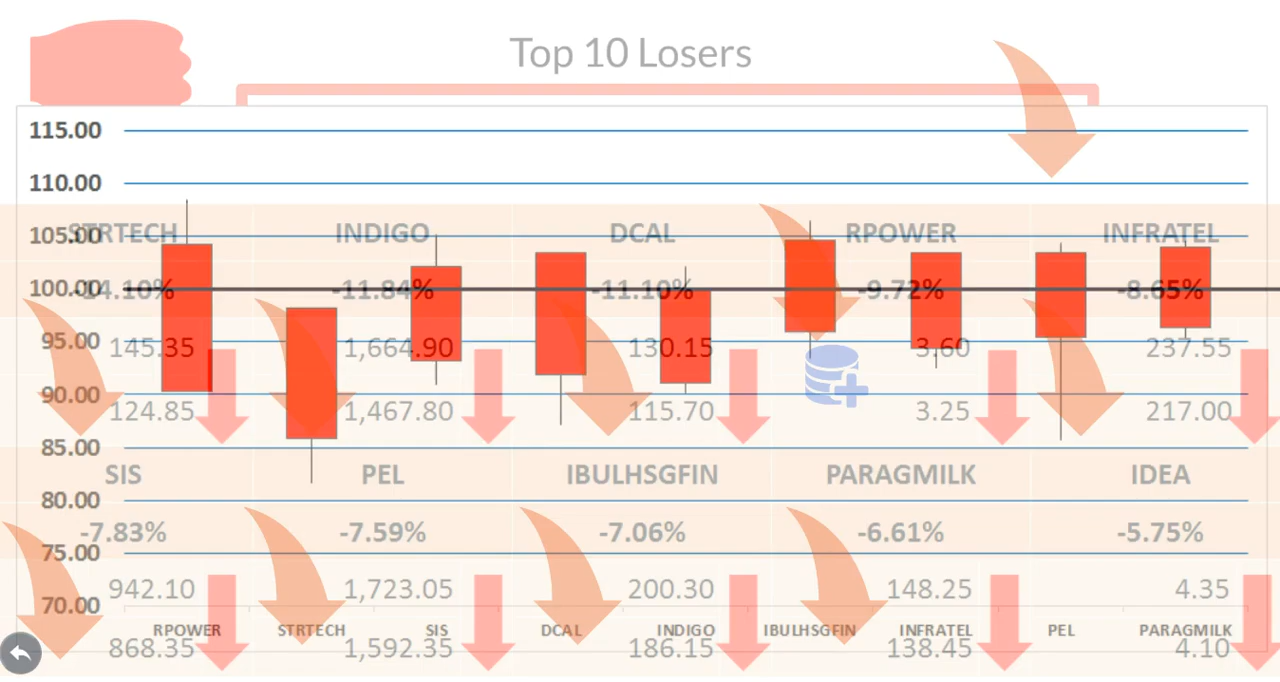 Top 10 Losers
115.00
110.00
105.00
STRTECH INDIGO DCAL RPOWER INFRATEL
100.00
-14.10% -11.84% -11.10% -9.72% -8.65%
95.00
145.35 1,664.90 130.15 3.60 237.55
90.00
124.85 1,467.80 115.70 3.25 217.00
85.00
SIS PEL IBULHSGFIN PARAGMILK IDEA
80.00
-7.83% -7.59% -7.06% -6.61% -5.75%
75.00
942.10 1,723.05 200.30 148.25 4.35
70.00
RPOWER STRTECH SIS DCAL INDIGO IBULHSGFIN INFRATEL PEL PARAGMILK
868.35 1,592.35 186.15 138.45 4.10